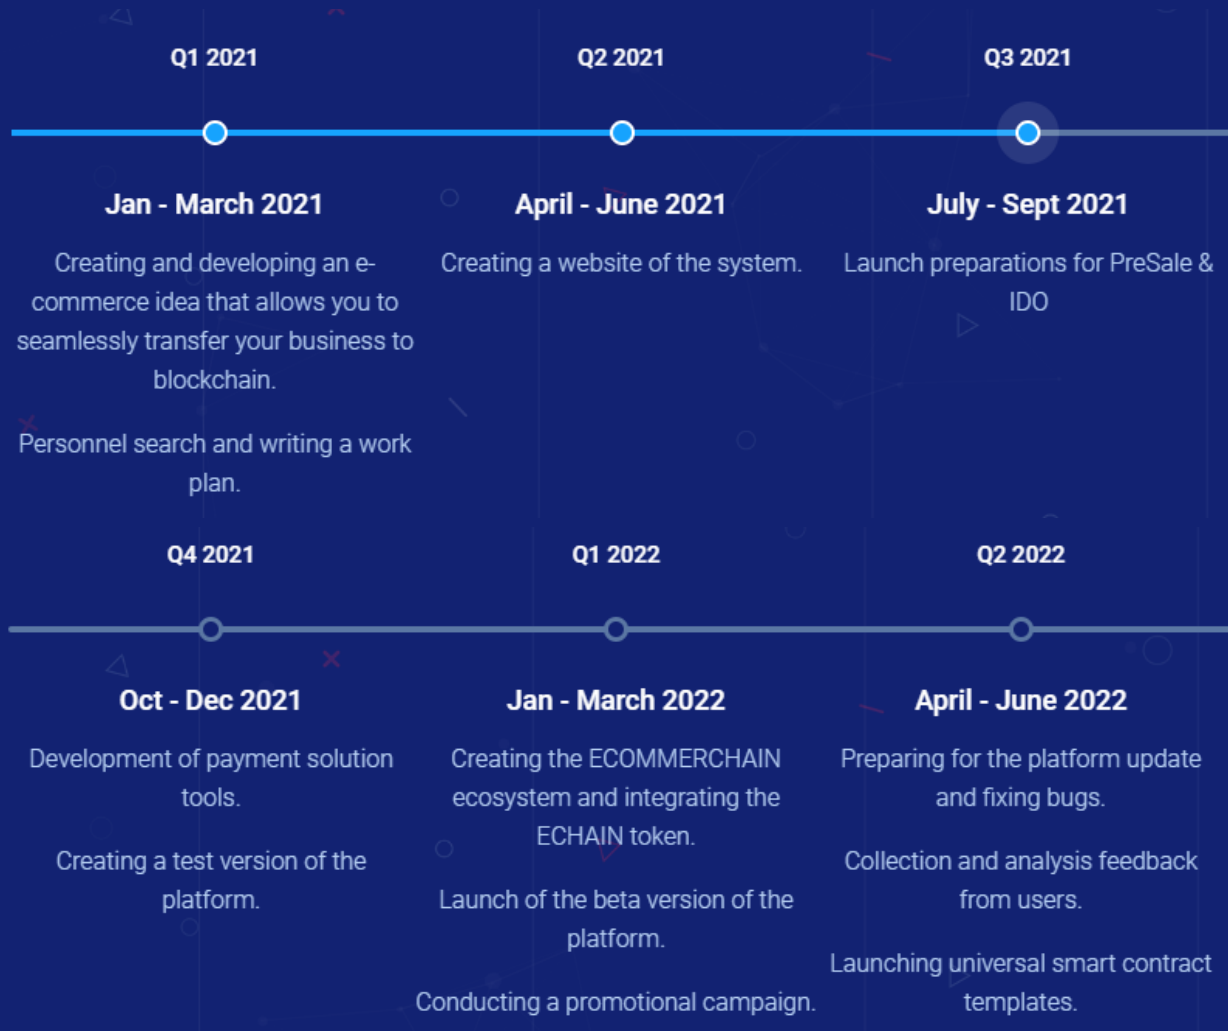 Q1 2021
Jan - March 2021
Creating and developing an e-
commerce idea that allows you to
seamlessly transfer your business to
blockchain.
Personnel search and writing a work
plan.
Q2 2021
April - June 2021
Creating a website of the system.
Q3 2021
July - Sept 2021
Launch preparations for PreSale &
IDO
Q4 2021
Oct - Dec 2021
Development of payment solution
tools.
Creating a test version of the
platform.
Q1 2022
Jan - March 2022
Creating the ECOMMERCHAIN
ecosystem and integrating the
ECHAIN token.
Launch of the beta version of the
platform.
Conducting a promotional campaign.
Q2 2022
April - June 2022
Preparing for the platform update
and fixing bugs.
Collection and analysis feedback
from users.
Launching universal smart contract
templates.